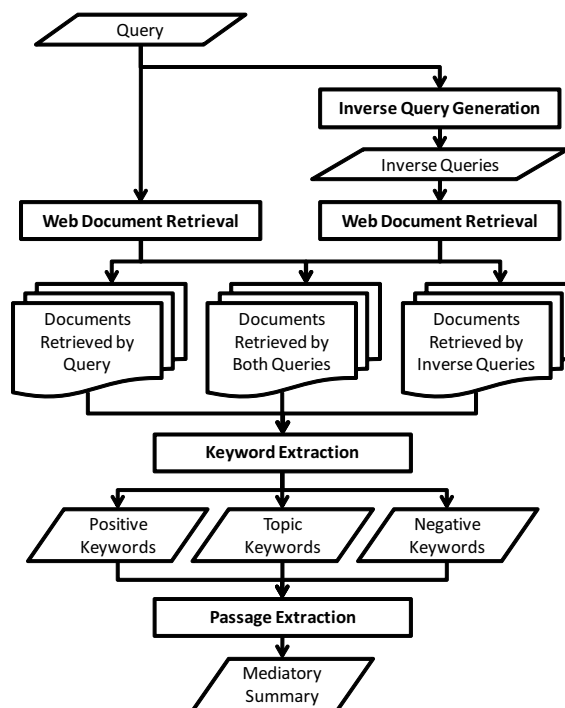 Query
Inverse Query Generation
Inverse Queries
Web Document Retrieval
Web Document Retrieval
Documents
Retrieved by
Query
Documents
Retrieved by
Both Queries
Documents
Retrieved by
Inverse Queries
Keyword Extraction
Positive
Keywords
Topic
Keywords
Negative
Keywords
Passage Extraction
Mediatory
Summary